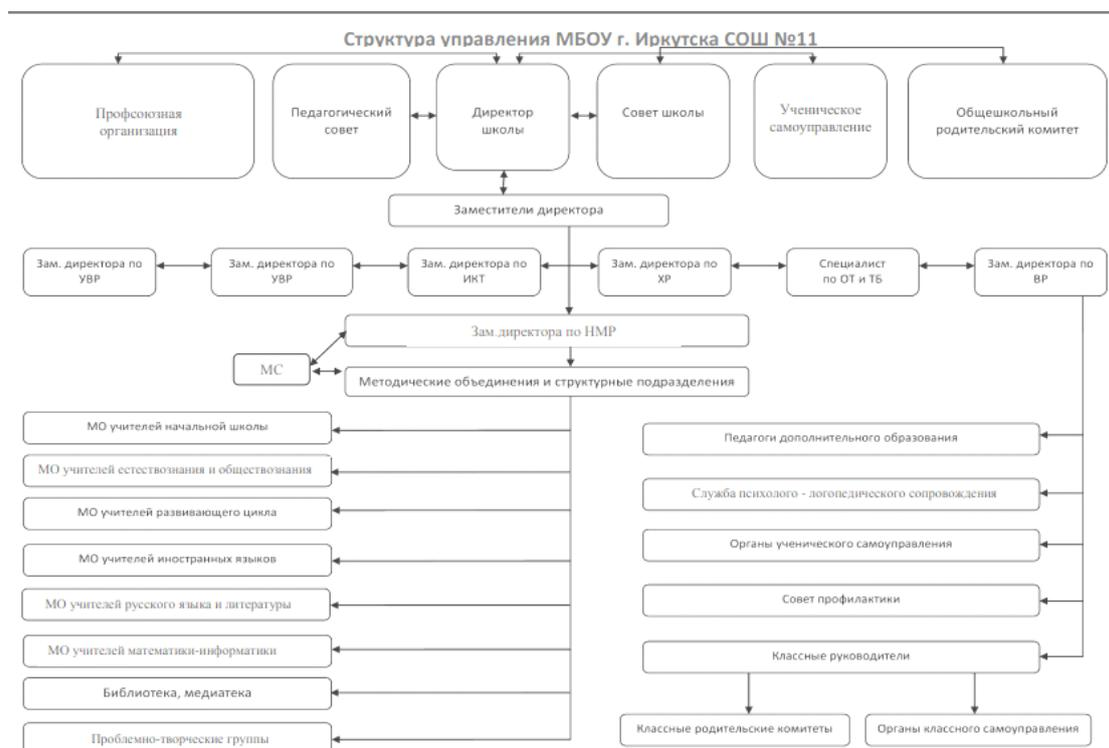 Структура управления МБОУ г. Иркутска СОШ №11
Профсоюзная
организация
Педагогический
совет
Директор
школы
Совет школы
Ученическое
самоуправление
Общешкольный
родительский комитет
Заместители директора
Зам. директора по
УВР
Зам. директора по
УВР
Зам. директора по
ИКТ
Зам. директора по
ХР
Специалист
по ОТ и ТБ
Зам. директора по
ВР
Зам.директора по НМР
МС
Методические объединения и структурные подразделения
МО учителей начальной школы
МО учителей естествознания и обществознания
МО учителей развивающего цикла
МО учителей иностранных языков
МО учителей русского языка и литературы
МО учителей математики-информатики
Библиотека, медиатека
Проблемно-творческие группы
Педагоги дополнительного образования
Служба психолого - логопедического сопровождения
Органы ученического самоуправления
Совет профилактики
Классные руководители
Классные родительские комитеты
Органы классного самоуправления